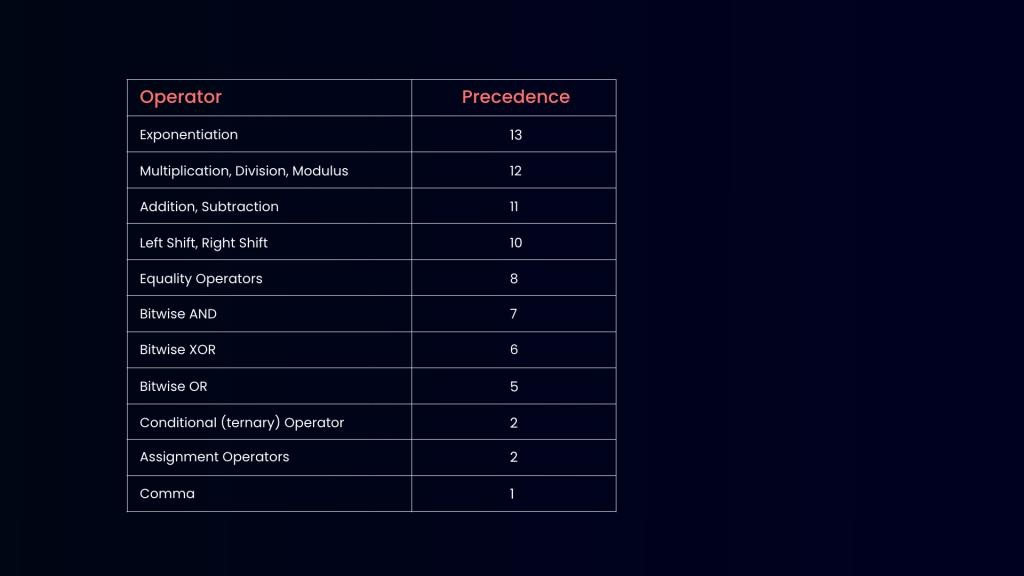 Operator Precedence
Exponentiation 13
Multiplication, Division, Modulus 12
Addition, Subtraction 11
Left Shift, Right Shift 10
Equality Operators 8
Bitwise AND 7
Bitwise XOR 6
Bitwise OR 5
Conditional (ternary) Operator 2
Assignment Operators 2
Comma 1